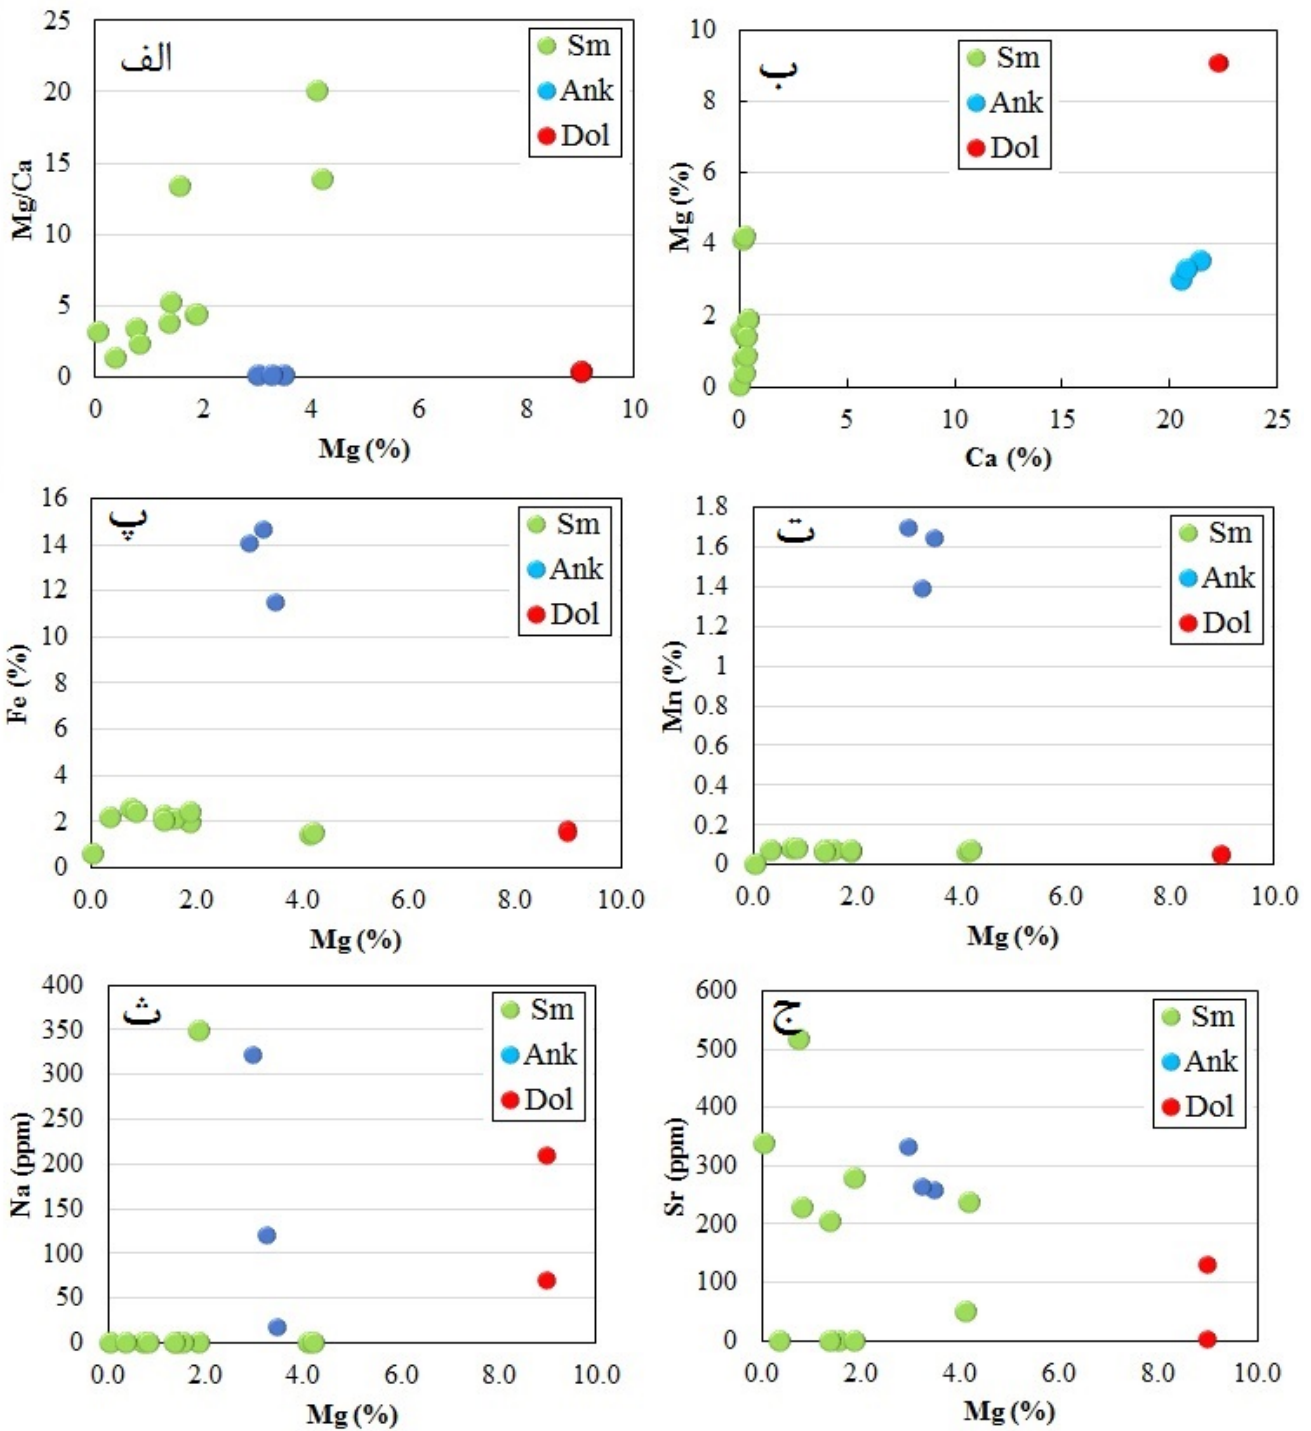 الف
25
20
15
10
5
0
Mg/Ca
Sm
Ank
Dol
0 2 4 6 8 10
Mg (%)
ب
10
8
6
4
2
0
Mg (%)
Sm
Ank
Dol
0 5 10 15 20 25
Ca (%)
پ
16
14
12
10
8
6
4
2
0
Fe (%)
Sm
Ank
Dol
0.0 2.0 4.0 6.0 8.0 10.0
Mg (%)
ت
1.8
1.6
1.4
1.2
1
0.8
0.6
0.4
0.2
0
Mn (%)
Sm
Ank
Dol
0.0 2.0 4.0 6.0 8.0 10.0
Mg (%)
ث
400
350
300
250
200
150
100
50
0
Na (ppm)
Sm
Ank
Dol
0.0 2.0 4.0 6.0 8.0 10.0
Mg (%)
ج
600
500
400
300
200
100
0
Sr (ppm)
Sm
Ank
Dol
0.0 2.0 4.0 6.0 8.0 10.0
Mg (%)